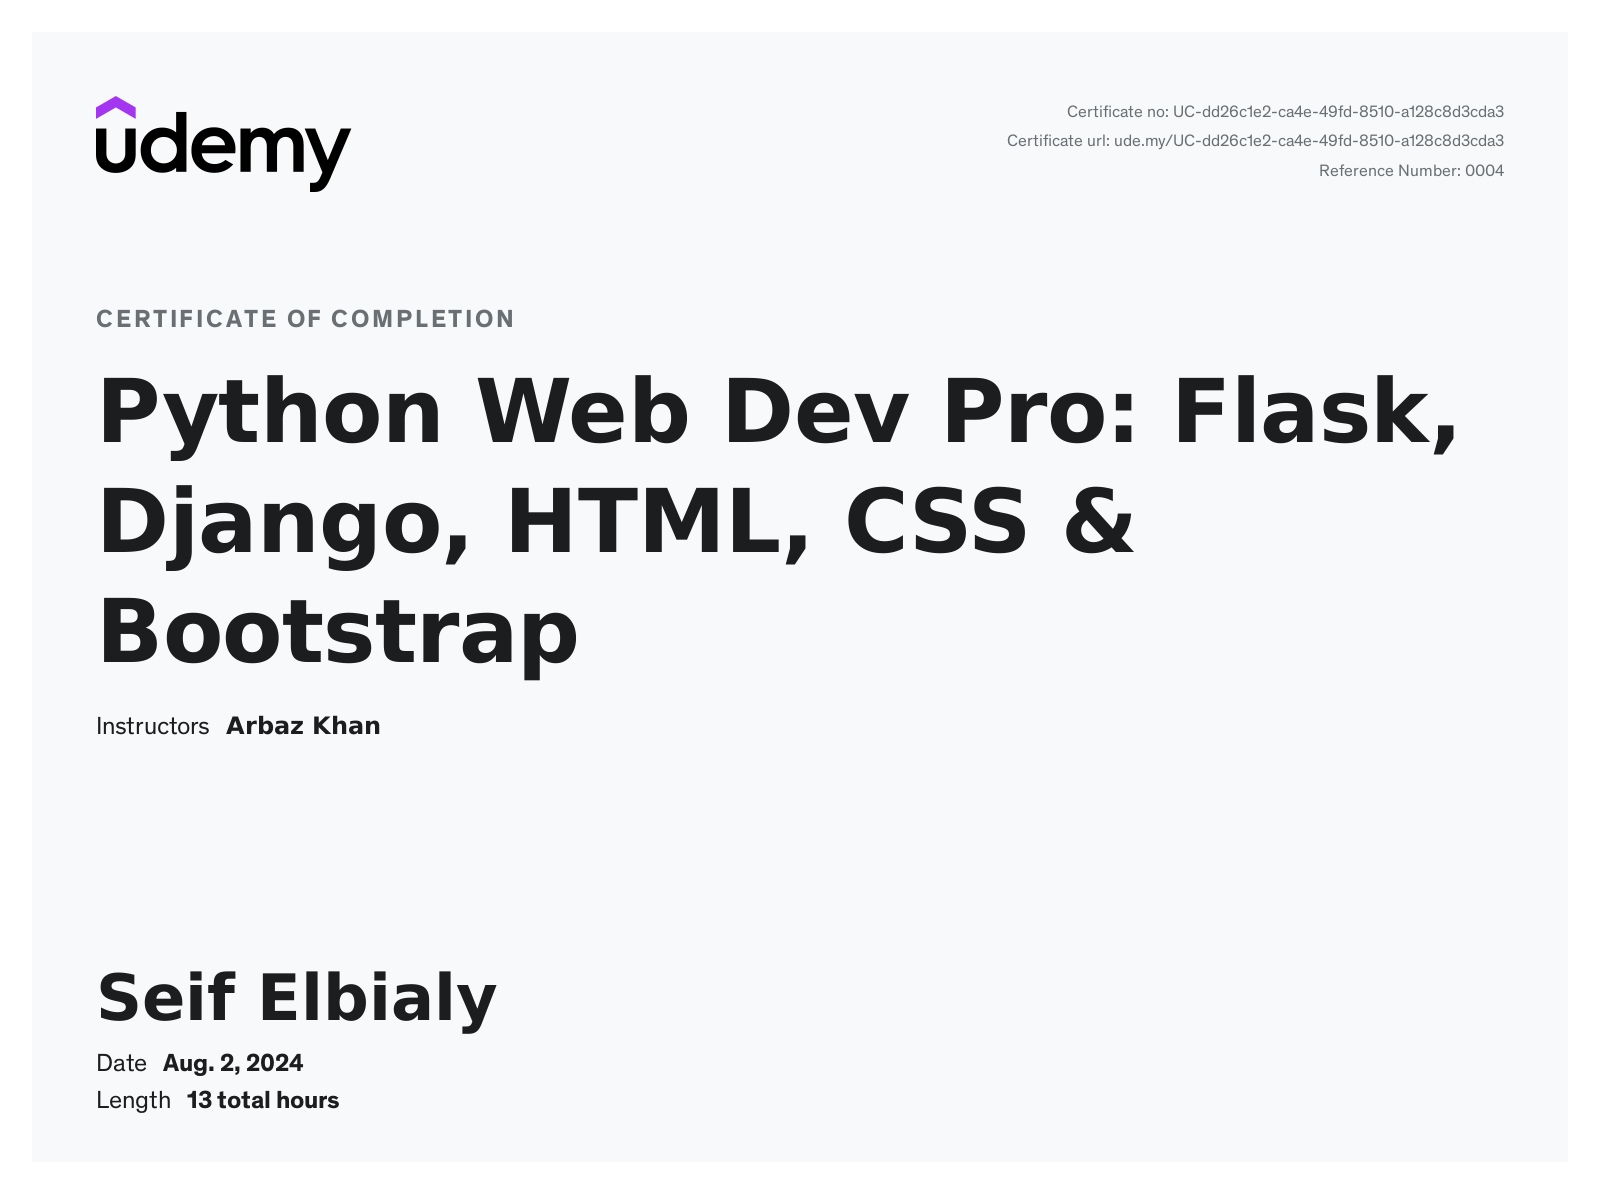 udemy
Certificate no: UC-dd26c1e2-ca4e-49fd-8510-a128c8d3cda3
Certificate url: ude.my/UC-dd26c1e2-ca4e-49fd-8510-a128c8d3cda3
Reference Number: 0004
CERTIFICATE OF COMPLETION
Python Web Dev Pro: Flask,
Django, HTML, CSS &
Bootstrap
Instructors Arbaz Khan
Seif Elbialy
Date Aug. 2, 2024
Length 13 total hours